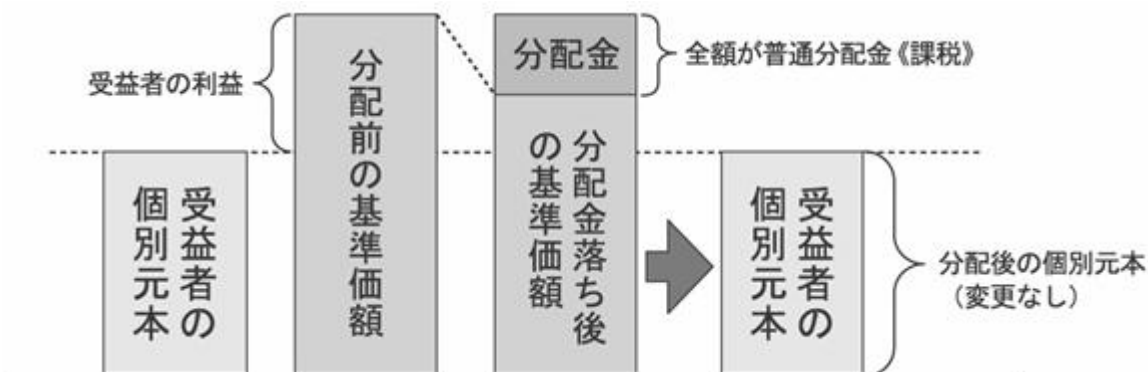 受益者の利益
受益者の
個別元本
分配前の基準価額
分配金
全額が普通分配金《課税》
分配金落ち後
の基準価額
受益者の
個別元本
分配後の個別元本
（変更なし）